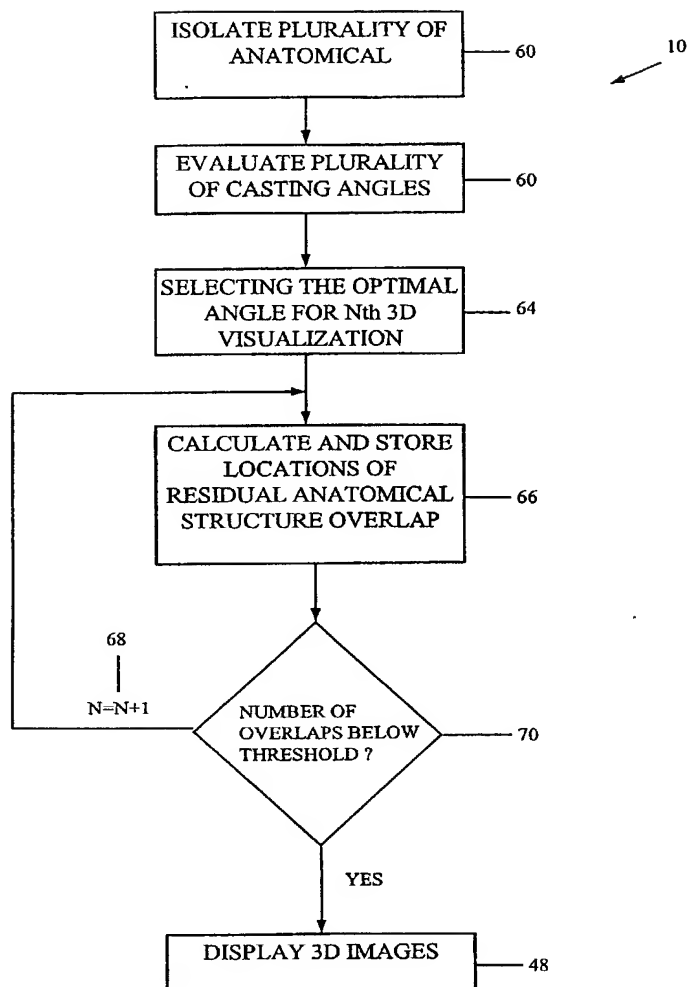 ISOLATE PLURALITY OF
ANATOMICAL
60
10
EVALUATE PLURALITY
OF CASTING ANGLES
60
SELECTING THE OPTIMAL
ANGLE FOR Nth 3D
VISUALIZATION
64
CALCULATE AND STORE
LOCATIONS OF
RESIDUAL ANATOMICAL
STRUCTURE OVERLAP
66
68
N=N+1
NUMBER OF
OVERLAPS BELOW
THRESHOLD ?
70
YES
DISPLAY 3D IMAGES
48